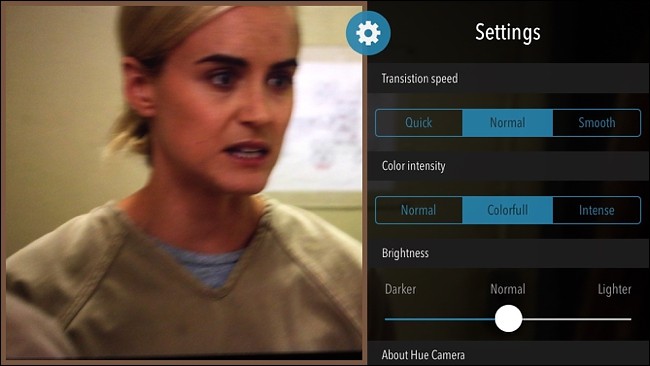 Settings
Transistion speed
Quick Normal Smooth
Color intensity
Normal Colorfull Intense
Brightness
Darker Normal Lighter
About Hue Camera